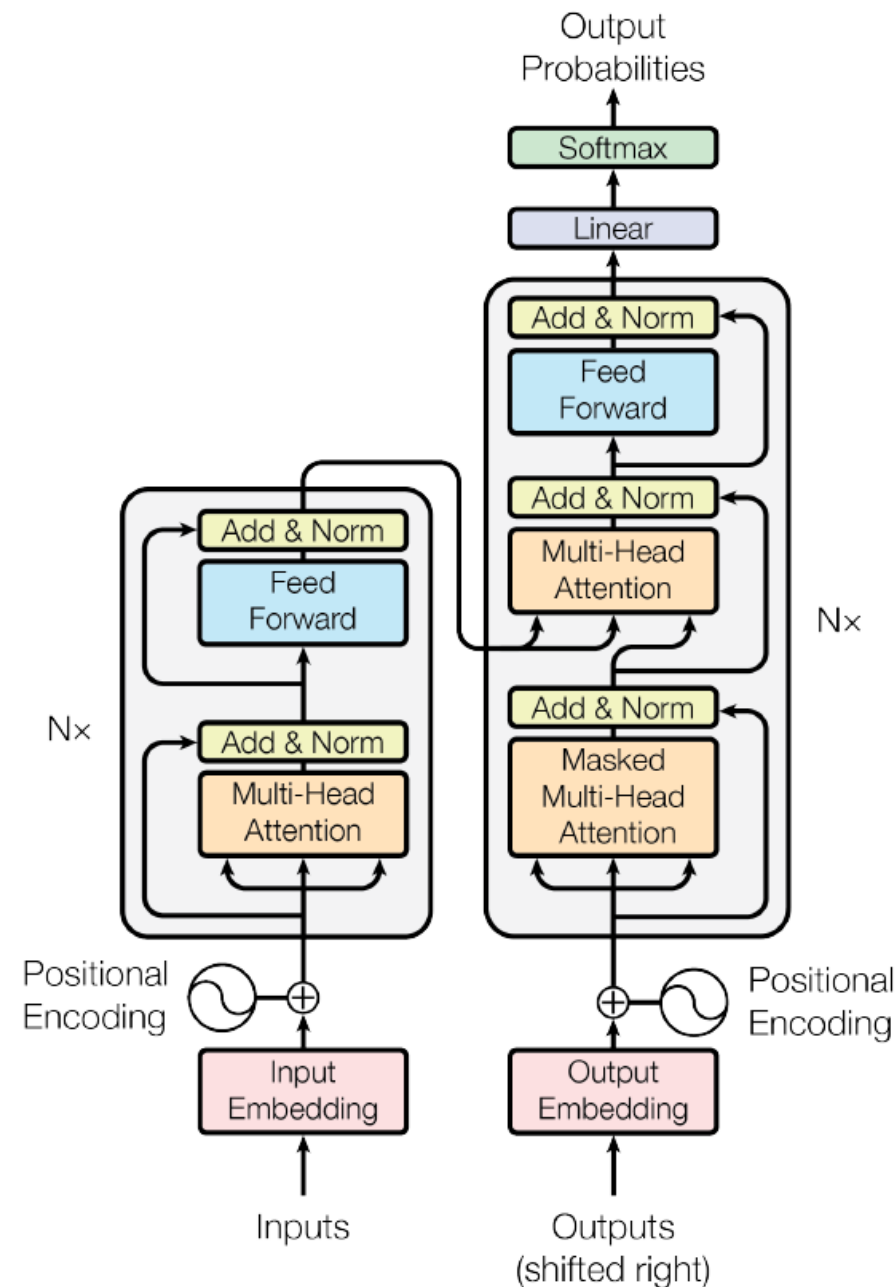 Output
Probabilities
Softmax
Linear
Add & Norm
Feed
Forward
Add & Norm
Multi-Head
Attention
Add & Norm
Masked
Multi-Head
Attention
Nx
Add & Norm
Feed
Forward
Add & Norm
Multi-Head
Attention
Nx
Positional
Encoding
Positional
Encoding
Input
Embedding
Output
Embedding
Inputs
Outputs
(shifted right)